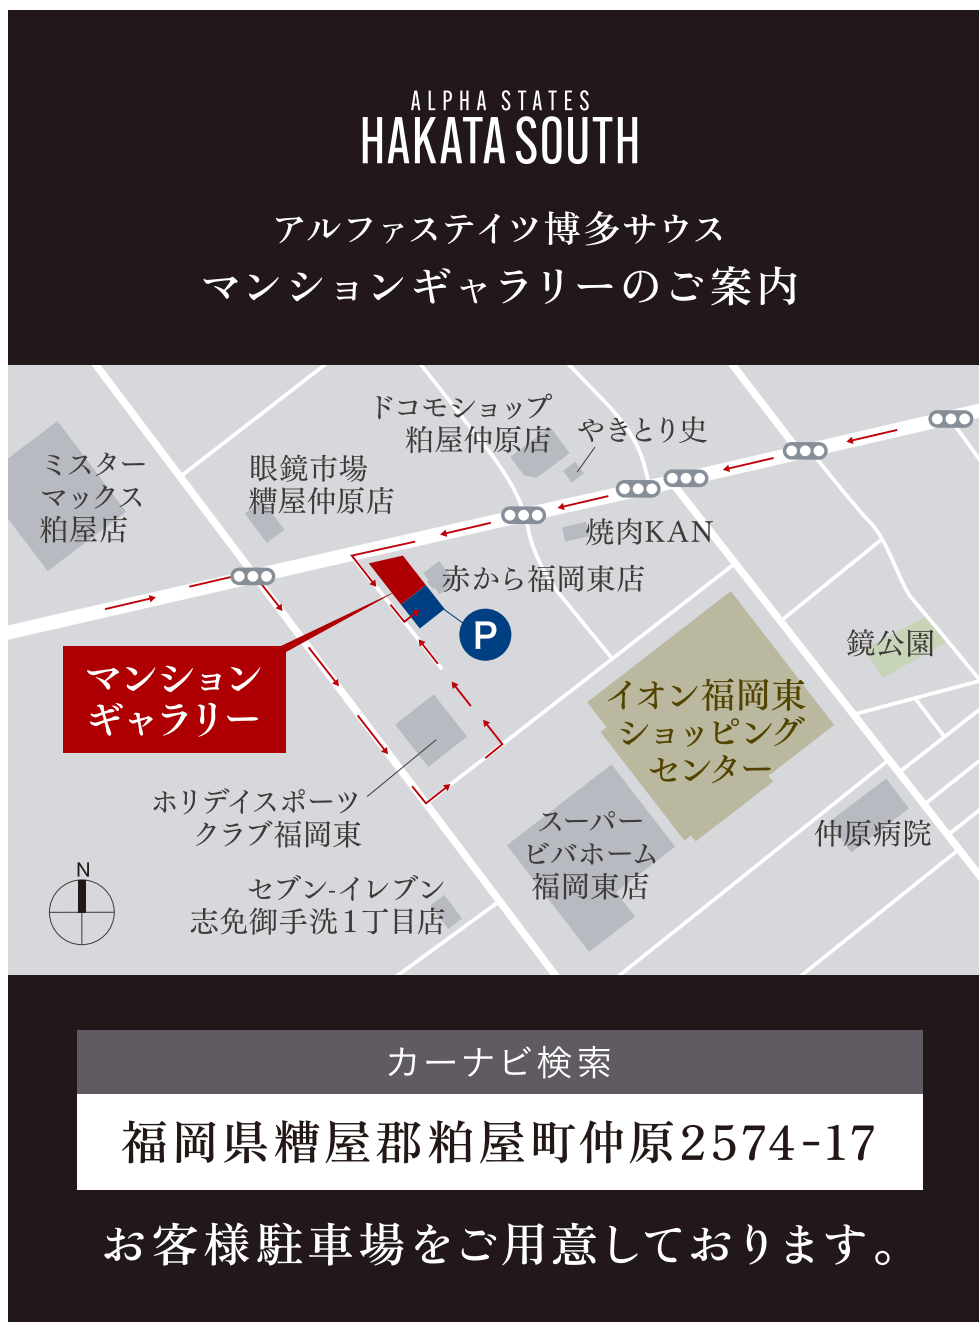 ALPHA STATES
HAKATA SOUTH
アルファステイツ博多サウス
マンションギャラリーのご案内
ドコモショップ
粕屋仲原店
やきとり史
ミスター
マックス
粕屋店
眼鏡市場
糟屋仲原店
焼肉KAN
赤から福岡東店
P
鏡公園
マンション
ギャラリー
イオン福岡東
ショッピング
センター
ホリデイスポーツ
クラブ福岡東
スーパー
ビバホーム
福岡東店
仲原病院
N
セブン-イレブン
志免御手洗1丁目店
カーナビ検索
福岡県糟屋郡粕屋町仲原2574-17
お客様駐車場をご用意しております。